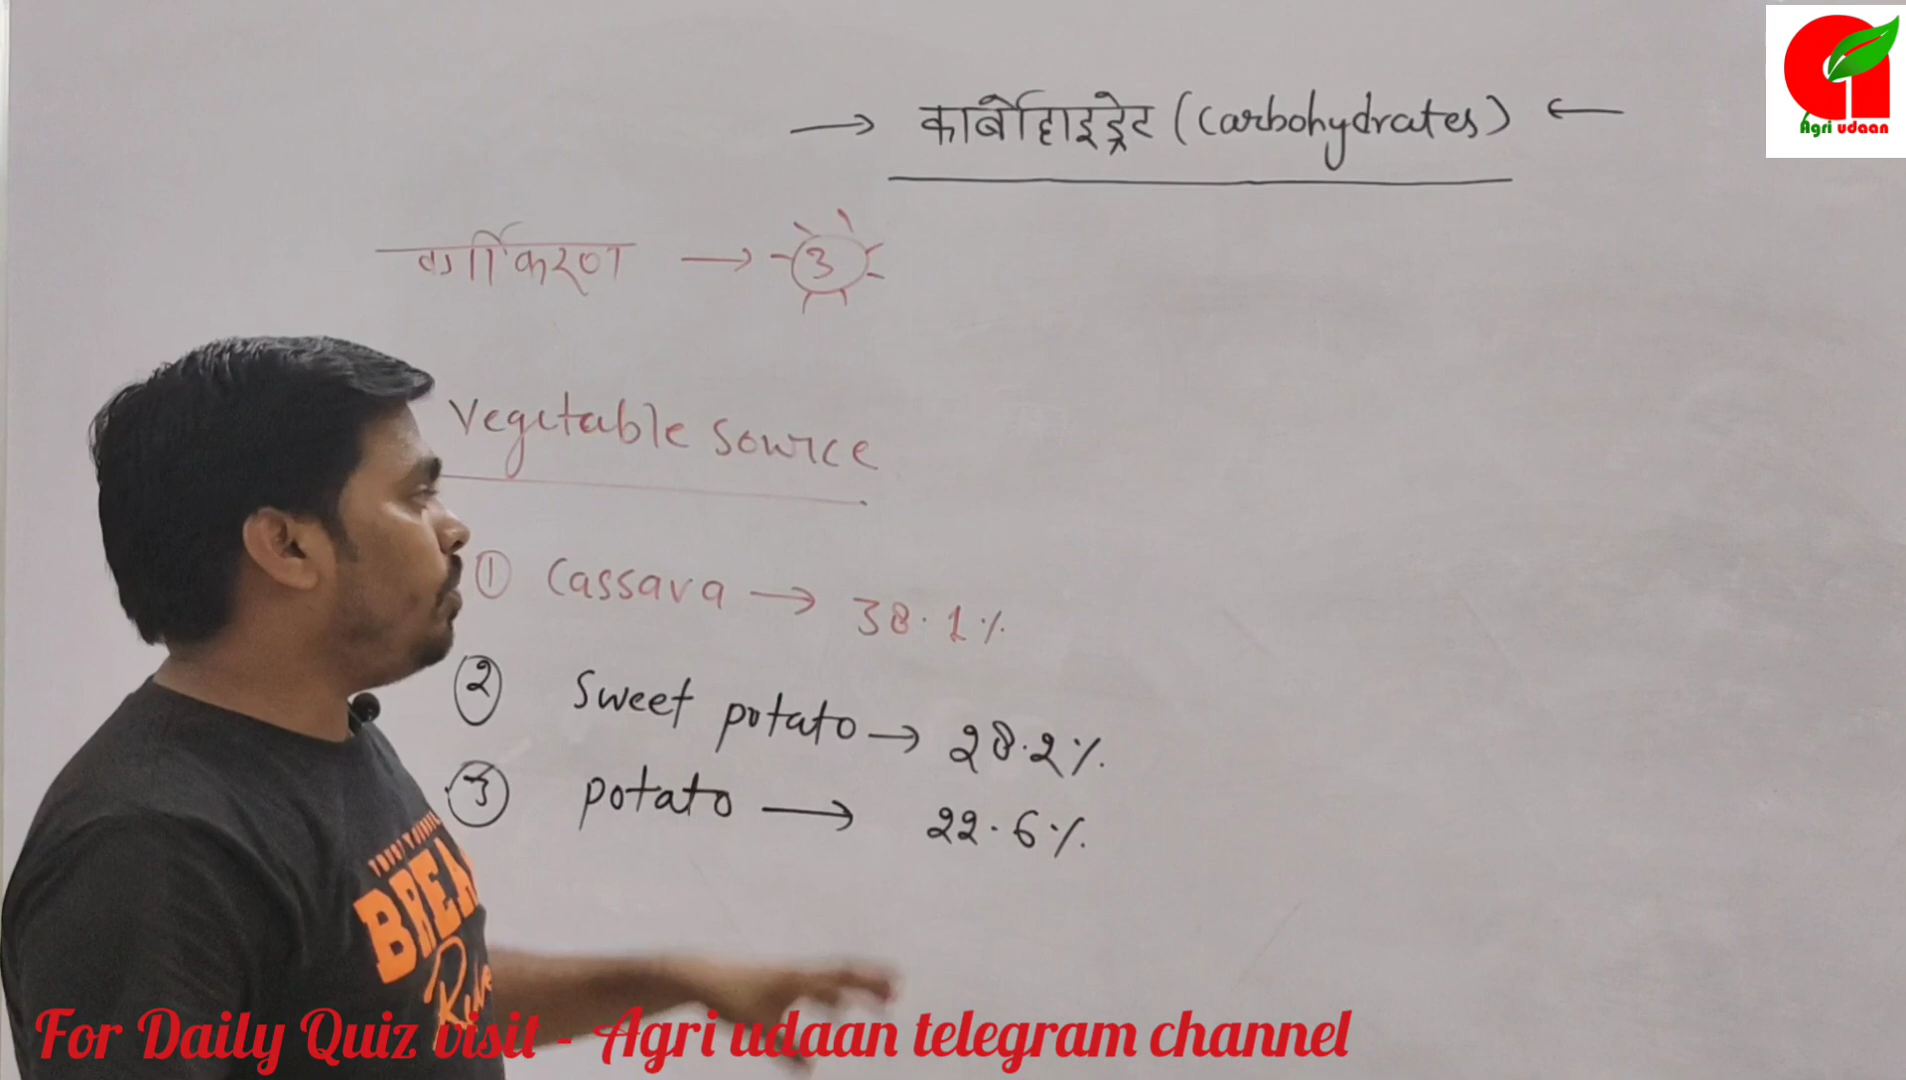 → कार्बोहाइड्रेट (Carbohydrates) ←
Agri udaan
वर्गीकरण → 3
Vegetable Source
① Cassava → 38.1%
② Sweet potato → 28.2%
③ potato → 22.6%
BREA
For Daily Quiz visit - Agri udaan telegram channel